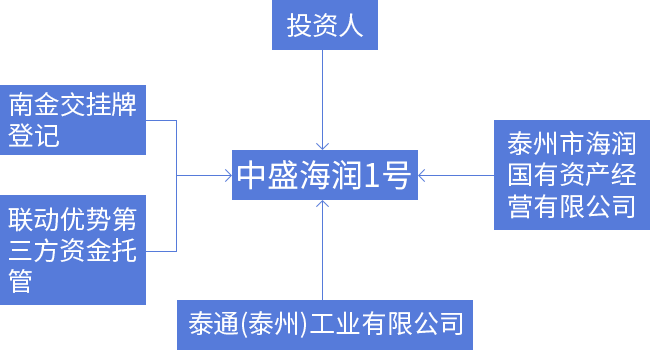 投资人
南金交挂牌
登记
中盛海润1号
泰州市海润
国有资产经
营有限公司
联动优势第
三方资金托
管
泰通(泰州)工业有限公司